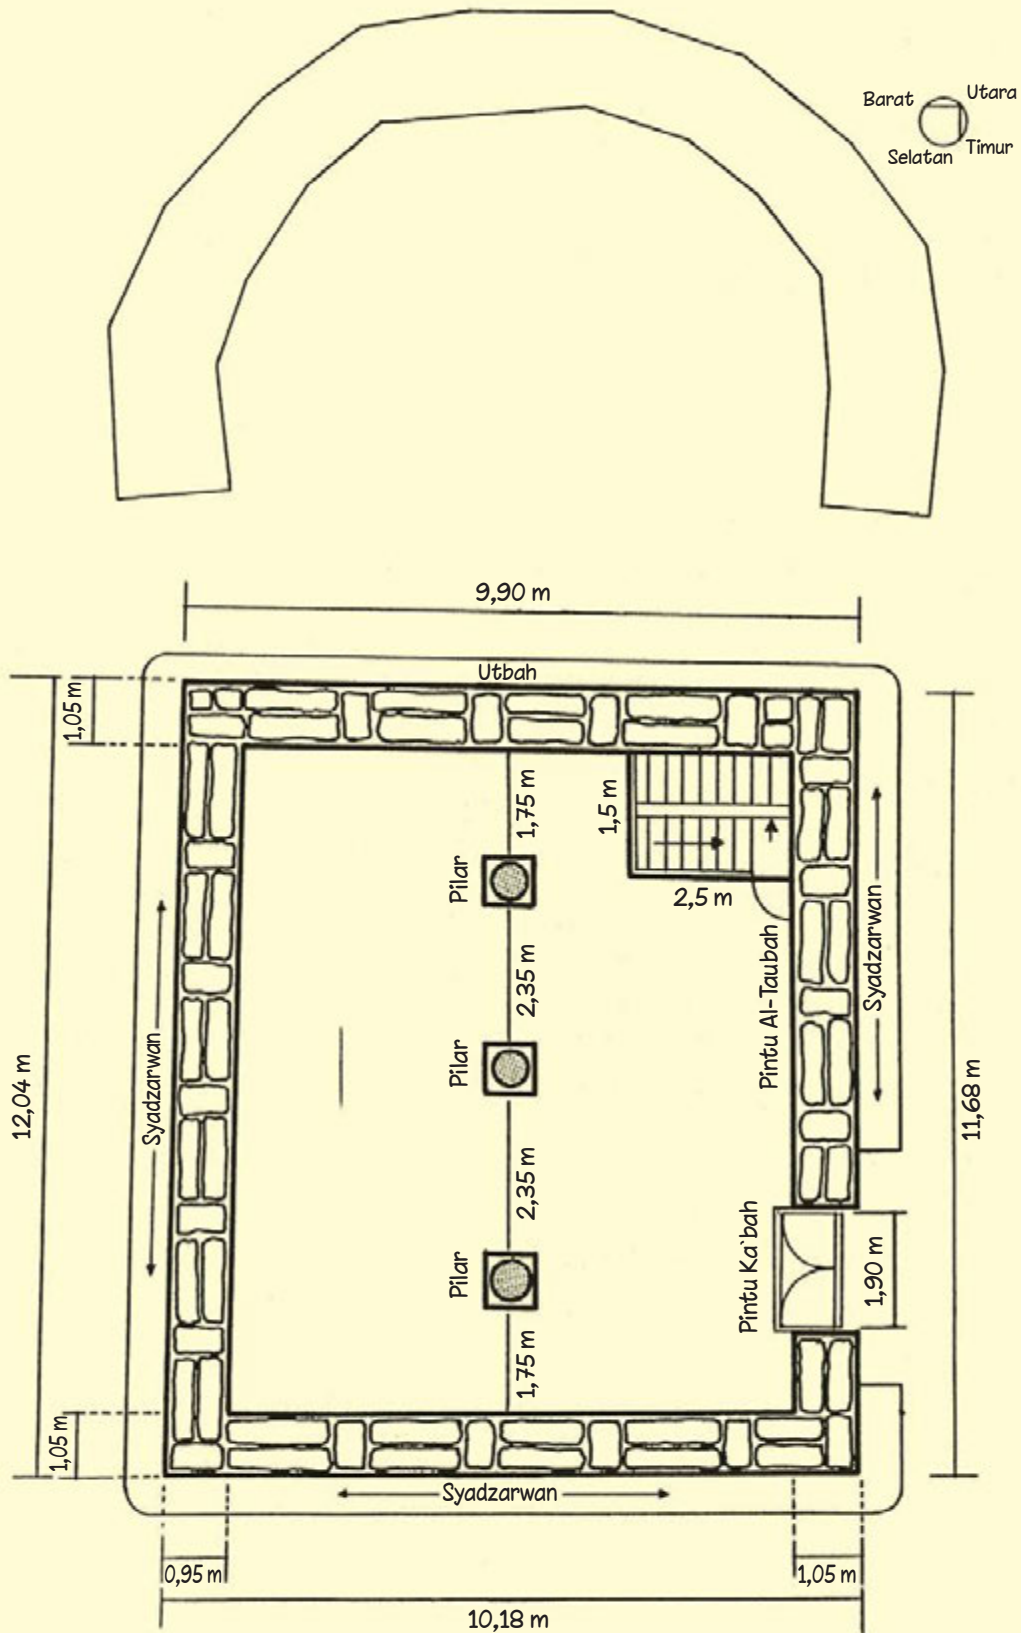 Barat
Utara
Selatan
Timur
9,90 m
Utbah
1,05 m
1,75 m
1,5 m
Pilar
2,5 m
2,35 m
Pintu Al-Taubah
Syadzarwan
Pilar
12,04 m
Syadzarwan
11,68 m
2,35 m
Pintu Ka`bah
1,90 m
Pilar
1,75 m
1,05 m
Syadzarwan
0,95 m
1,05 m
10,18 m